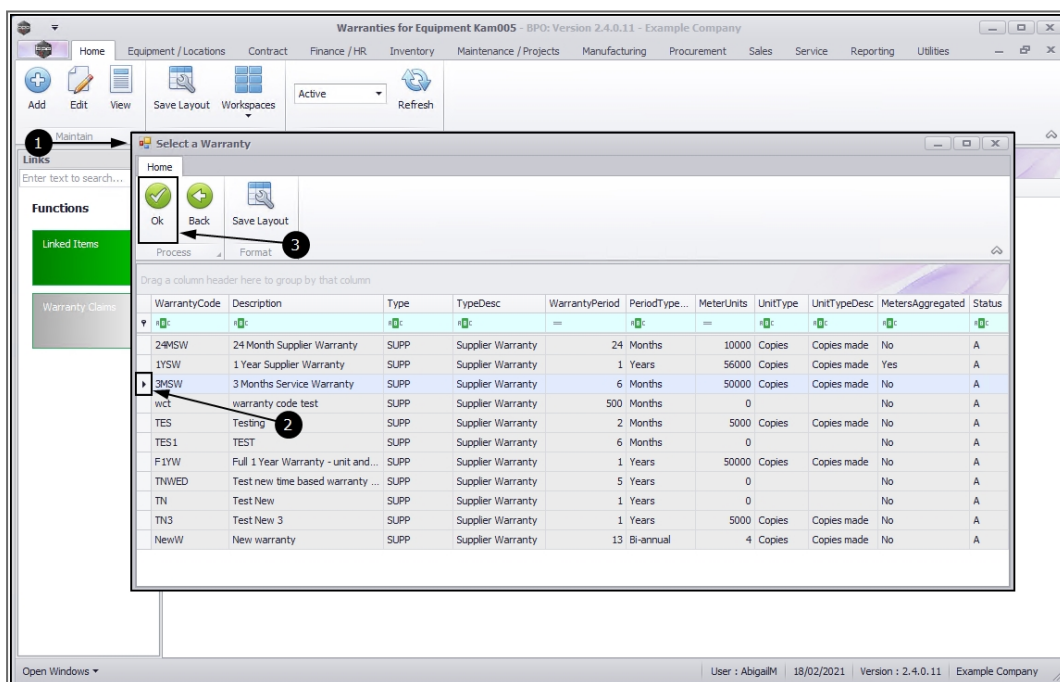 Warranties for Equipment Kam005 - BPO: Version 2.4.0.11 - Example Company
Home Equipment / Locations Contract Finance / HR Inventory Maintenance / Projects Manufacturing Procurement Sales Service Reporting Utilities
Add Edit View Save Layout Workspaces Active Refresh
Maintain
1
Select a Warranty
Links
Home
Enter text to search...
Functions
Ok Back Save Layout
Linked Items
3
Process Format
Drag a column header here to group by that column
Warranty Claims
WarrantyCode Description Type TypeDesc WarrantyPeriod PeriodType... MeterUnits UnitType UnitTypeDesc MetersAggregated Status
24MSW 24 Month Supplier Warranty SUPP Supplier Warranty 24 Months 10000 Copies Copies made No A
1YSW 1 Year Supplier Warranty SUPP Supplier Warranty 1 Years 56000 Copies Copies made Yes A
3MSW 3 Months Service Warranty SUPP Supplier Warranty 6 Months 50000 Copies Copies made No A
wct warranty code test SUPP Supplier Warranty 500 Months 0 No A
TES Testing SUPP Supplier Warranty 2 Months 5000 Copies Copies made No A
2
TES1 TEST SUPP Supplier Warranty 6 Months 0 No A
F1YW Full 1 Year Warranty - unit and... SUPP Supplier Warranty 1 Years 50000 Copies Copies made No A
TNWED Test new time based warranty ... SUPP Supplier Warranty 5 Years 0 No A
TN Test New SUPP Supplier Warranty 1 Years 0 No A
TN3 Test New 3 SUPP Supplier Warranty 1 Years 5000 Copies Copies made No A
NewW New warranty SUPP Supplier Warranty 13 Bi-annual 4 Copies Copies made No A
Open Windows User : AbigailM 18/02/2021 Version : 2.4.0.11 Example Company